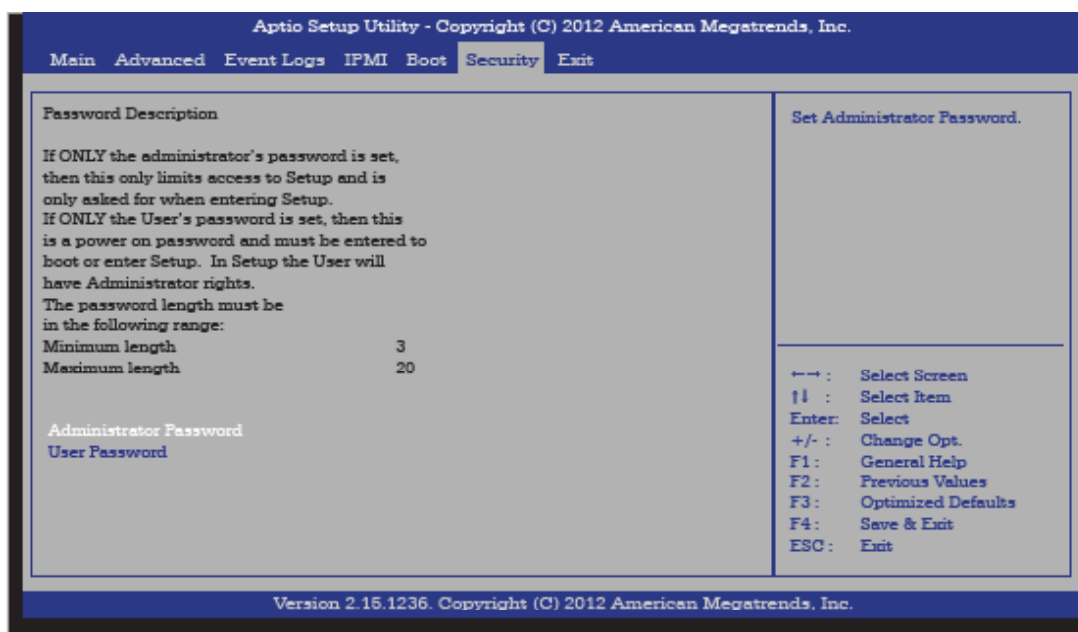 Aptio Setup Utility - Copyright (C) 2012 American Megatrends, Inc.
Main Advanced Event Logs IPMI Boot Security Exit
Password Description
If ONLY the administrator's password is set,
then this only limits access to Setup and is
only asked for when entering Setup.
If ONLY the User's password is set, then this
is a power on password and must be entered to
boot or enter Setup. In Setup the User will
have Administrator rights.
The password length must be
in the following range:
Minimum length 3
Maximum length 20
Administrator Password
User Password
Set Administrator Password.
←→ : Select Screen
↑↓ : Select Item
Enter: Select
+/- : Change Opt.
F1 : General Help
F2 : Previous Values
F3 : Optimized Defaults
F4 : Save & Exit
ESC : Exit
Version 2.15.1236. Copyright (C) 2012 American Megatrends, Inc.